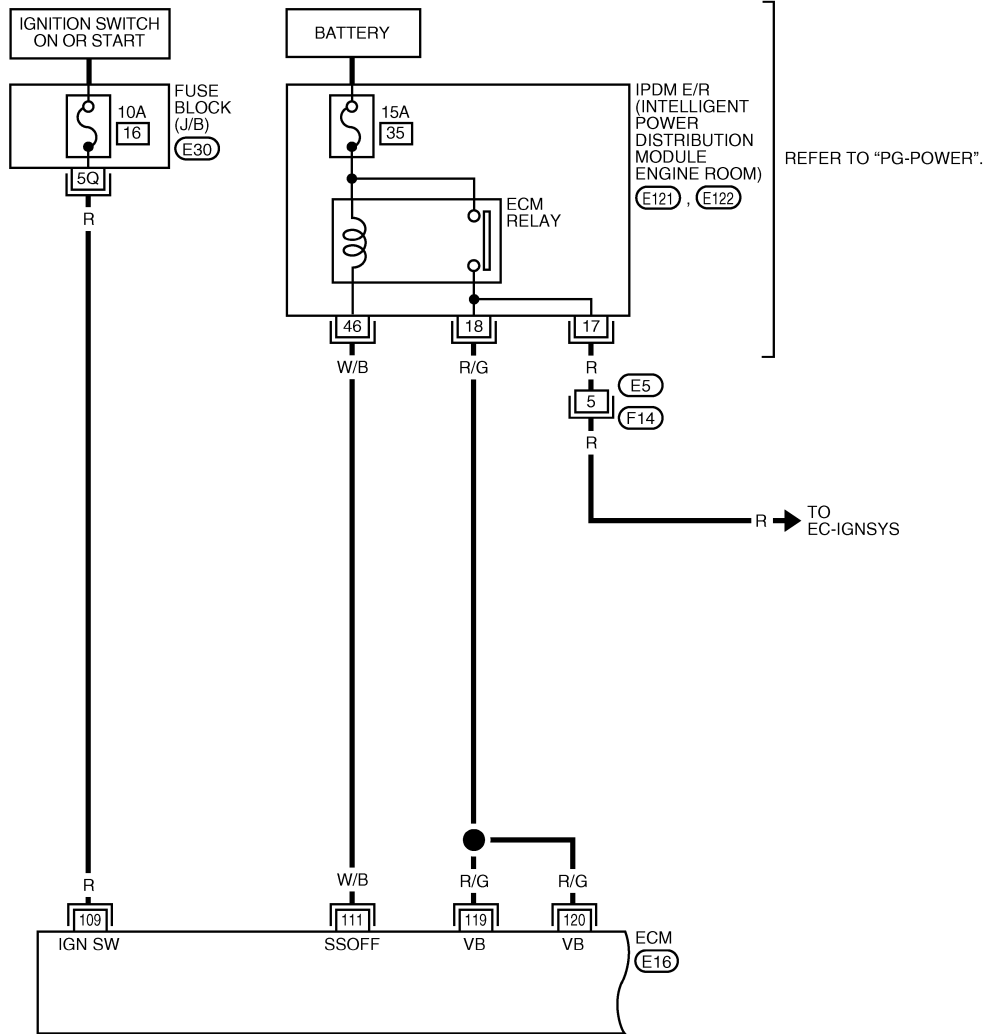 IGNITION SWITCH
ON OR START
BATTERY
10A
16
FUSE
BLOCK
(J/B)
E30
5Q
15A
35
IPDM E/R
(INTELLIGENT
POWER
DISTRIBUTION
MODULE
ENGINE ROOM)
E121 , E122
REFER TO “PG-POWER”.
ECM
RELAY
46
18
17
R
W/B
R/G
R
5
E5
F14
R
R
TO
EC-IGNSYS
R
W/B
R/G
R/G
109
111
119
120
IGN SW
SSOFF
VB
VB
ECM
E16